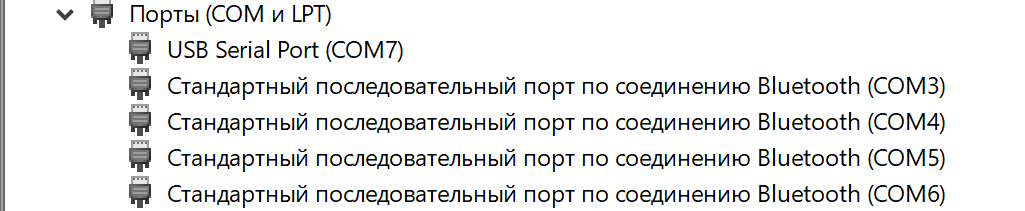 Порты (COM и LPT)
USB Serial Port (COM7)
Стандартный последовательный порт по соединению Bluetooth (COM3)
Стандартный последовательный порт по соединению Bluetooth (COM4)
Стандартный последовательный порт по соединению Bluetooth (COM5)
Стандартный последовательный порт по соединению Bluetooth (COM6)